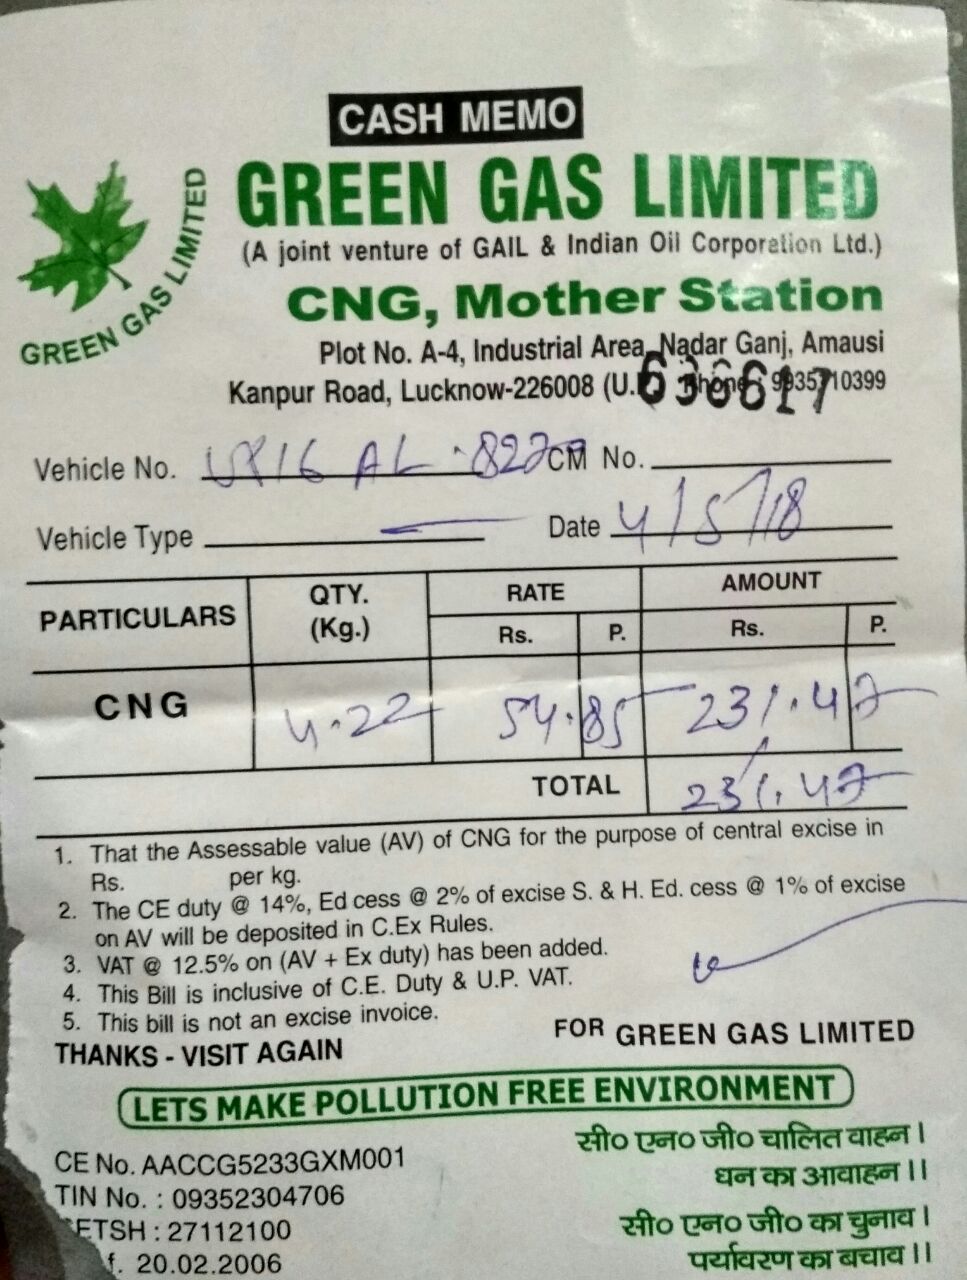 CASH MEMO
GREEN GAS LIMITED
GREEN GAS LIMITED
(A joint venture of GAIL & Indian Oil Corporation Ltd.)
CNG, Mother Station
Plot No. A-4, Industrial Area, Nadar Ganj, Amausi
Kanpur Road, Lucknow-226008 (U.
636617
Vehicle No. UP16 AL CM No.
Vehicle Type Date 4/5/18
PARTICULARS QTY. (Kg.) RATE AMOUNT
Rs. P. Rs. P.
CNG 4.22 54.85 231.47
TOTAL 231.47
1. That the Assessable value (AV) of CNG for the purpose of central excise in
Rs. per kg.
2. The CE duty @ 14%, Ed cess @ 2% of excise S. & H. Ed. cess @ 1% of excise
on AV will be deposited in C.Ex Rules.
3. VAT @ 12.5% on (AV + Ex duty) has been added.
4. This Bill is inclusive of C.E. Duty & U.P. VAT.
5. This bill is not an excise invoice.
FOR GREEN GAS LIMITED
THANKS - VISIT AGAIN
LETS MAKE POLLUTION FREE ENVIRONMENT
CE No. AACCG5233GXM001
TIN No. : 09352304706
ETSH : 27112100
f. 20.02.2006
सी० एन० जी० चालित वाहन ।
धन का आवाहन ।।
सी० एन० जी० का चुनाव ।
पर्यावरण का बचाव ।।